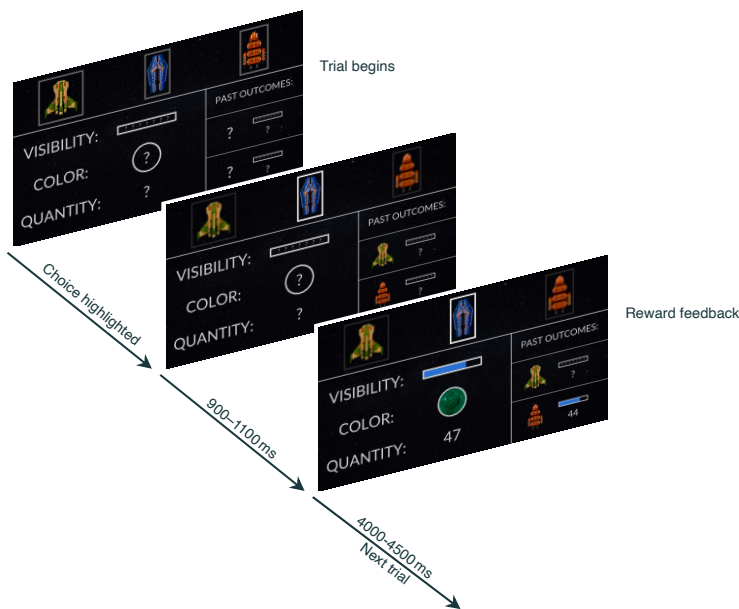 Trial begins
PAST OUTCOMES:
VISIBILITY:
?
?
COLOR:
?
?
?
QUANTITY:
?
Choice highlighted
PAST OUTCOMES:
VISIBILITY:
?
COLOR:
?
?
QUANTITY:
?
900–1100 ms
Reward feedback
PAST OUTCOMES:
VISIBILITY:
?
COLOR:
44
QUANTITY:
47
4000-4500 ms
Next trial